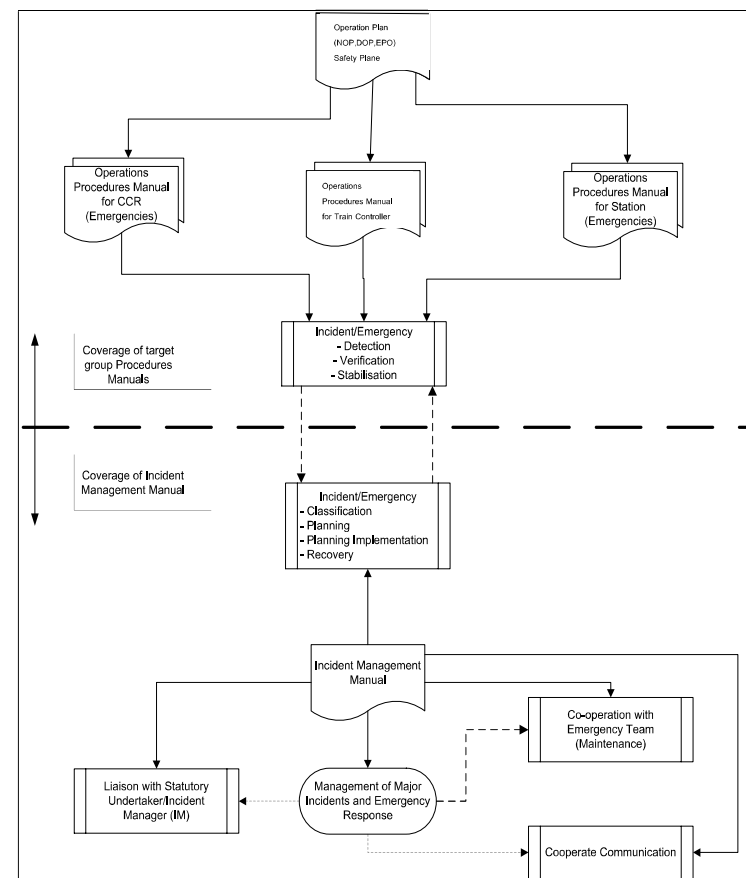 Operation Plan
(NOP,DOP,EPO)
Safety Plane
Operations
Procedures Manual
for CCR
(Emergencies)
Operations
Procedures Manual
for Train Controller
Operations
Procedures Manual
for Station
(Emergencies)
Incident/Emergency
- Detection
- Verification
- Stabilisation
Coverage of target
group Procedures
Manuals
Coverage of Incident
Management Manual
Incident/Emergency
- Classification
- Planning
- Planning Implementation
- Recovery
Incident Management
Manual
Co-operation with
Emergency Team
(Maintenance)
Liaison with Statutory
Undertaker/Incident
Manager (IM)
Management of Major
Incidents and Emergency
Response
Cooperate Communication